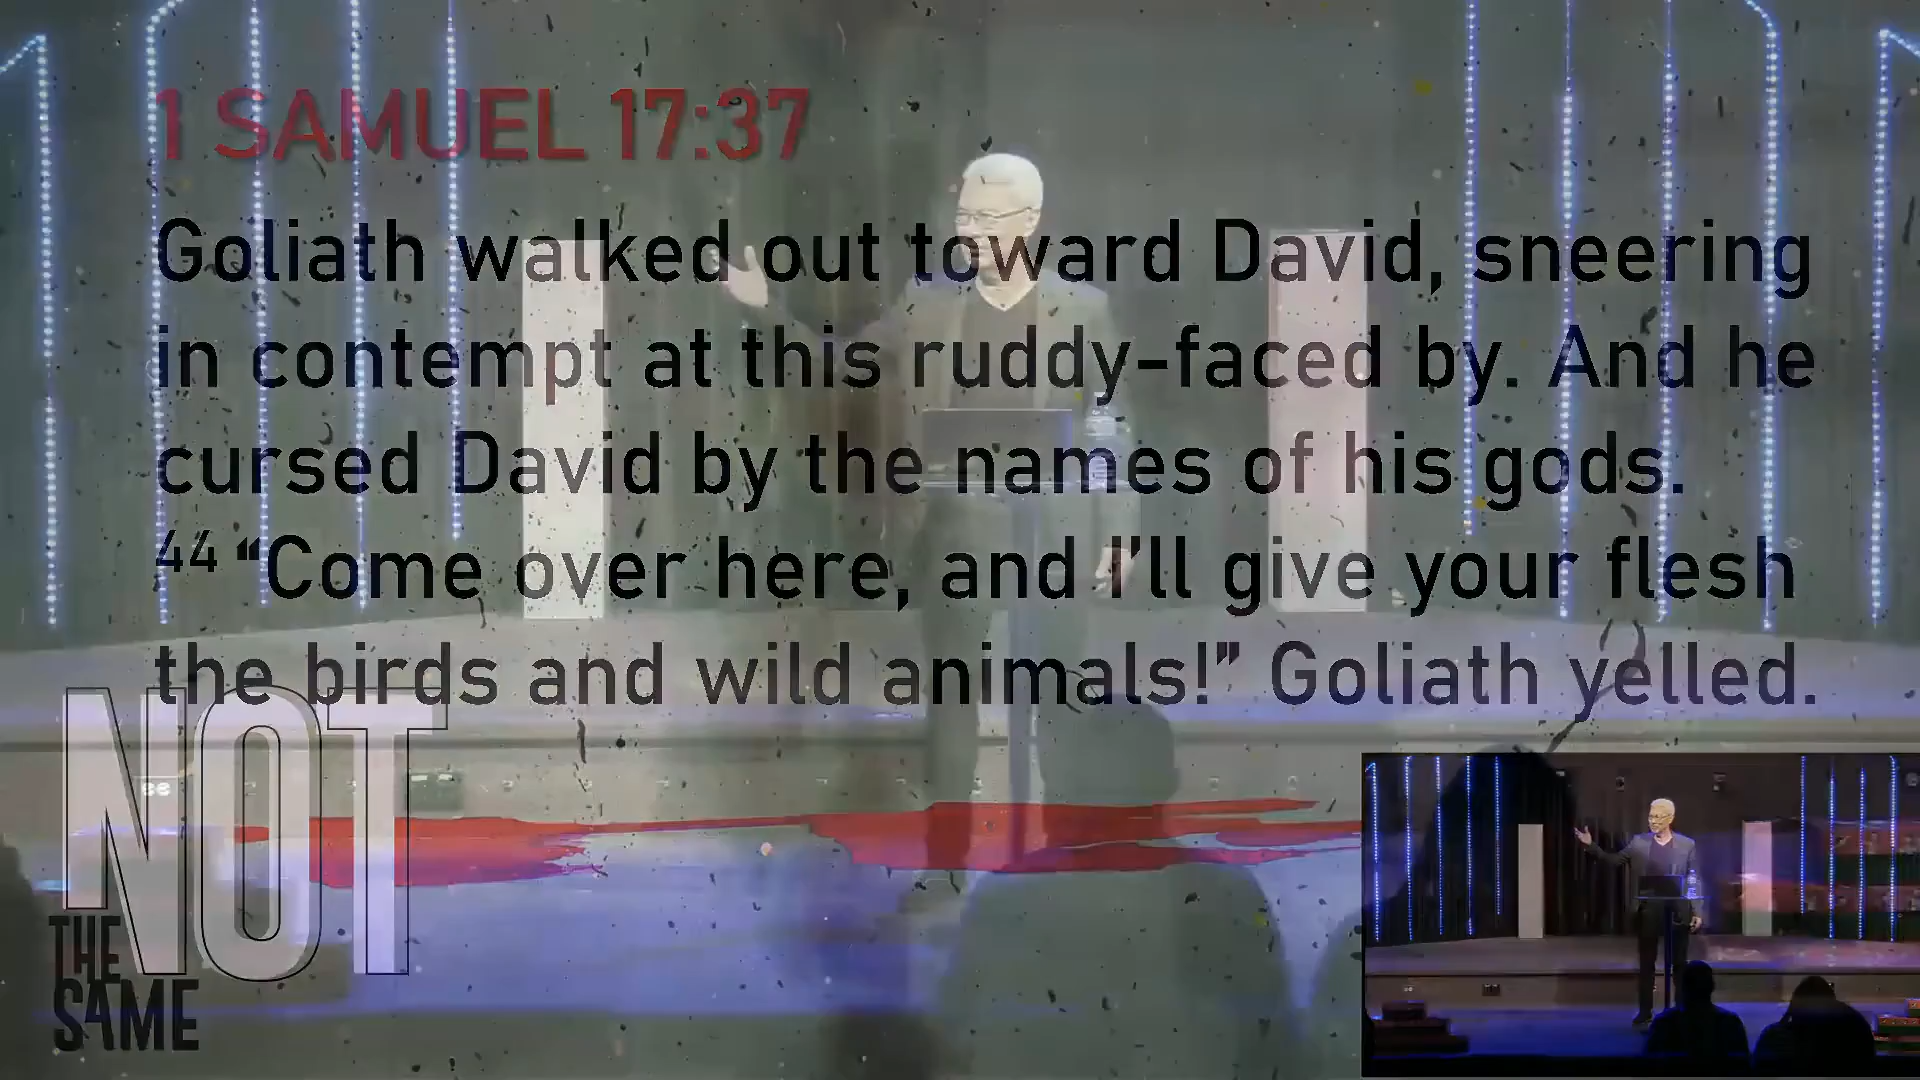 1 SAMUEL 17:37
Goliath walked out toward David, sneering
in contempt at this ruddy-faced by. And he
cursed David by the names of his gods.
44 “Come over here, and I’ll give your flesh
the birds and wild animals!” Goliath yelled.
NOT
THE
SAME